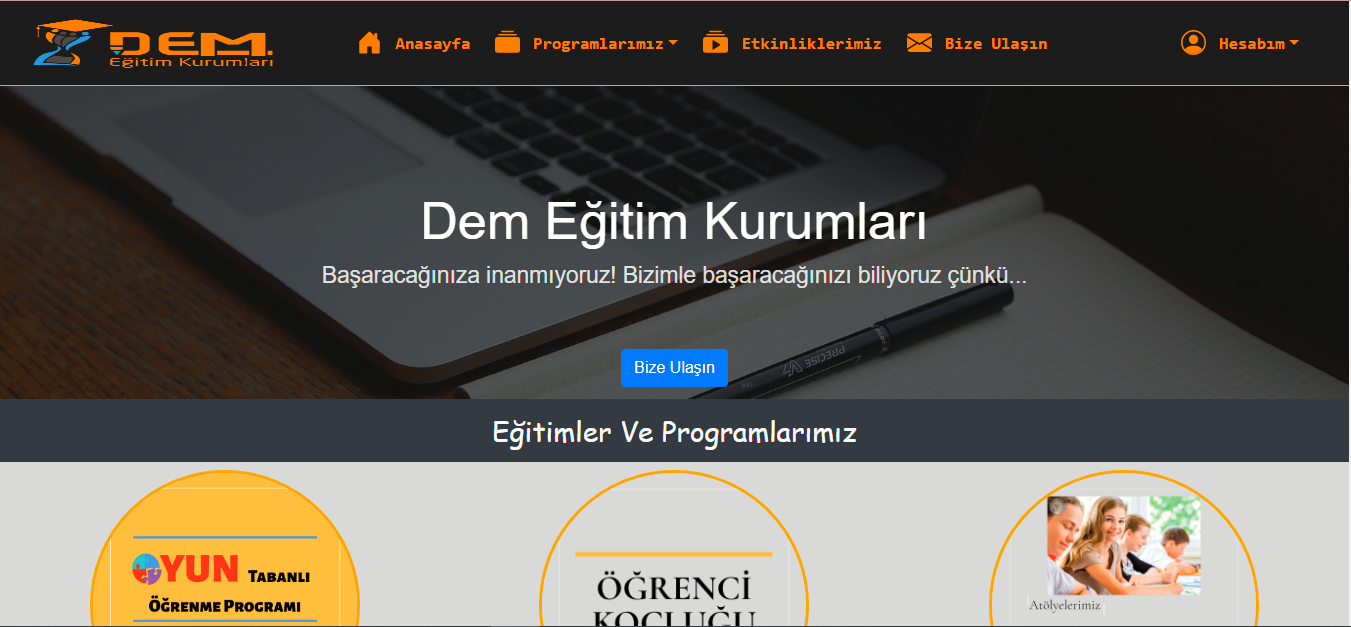 DEM.
Eğitim Kurumları
Anasayfa
Programlarımız
Etkinliklerimiz
Bize Ulaşın
Hesabım
Dem Eğitim Kurumları
Başaracağınıza inanmıyoruz! Bizimle başaracağınızı biliyoruz çünkü...
PRECISE V7
Bize Ulaşın
Eğitimler Ve Programlarımız
OYUN TABANLI
ÖĞRENME PROGRAMI
ÖĞRENCİ
KOÇLUĞU
Atölyelerimiz